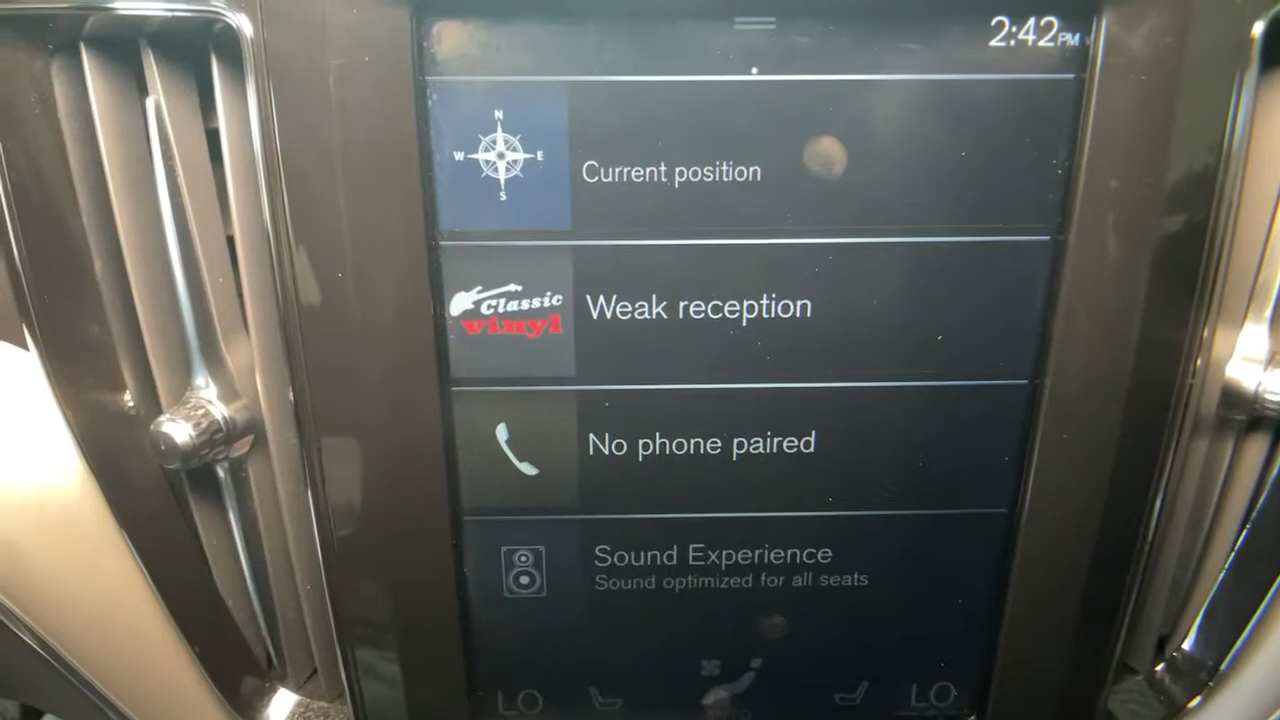 2:42PM
N
W E
S
Current position
Classic
vinyl
Weak reception
No phone paired
Sound Experience
Sound optimized for all seats
LO LO